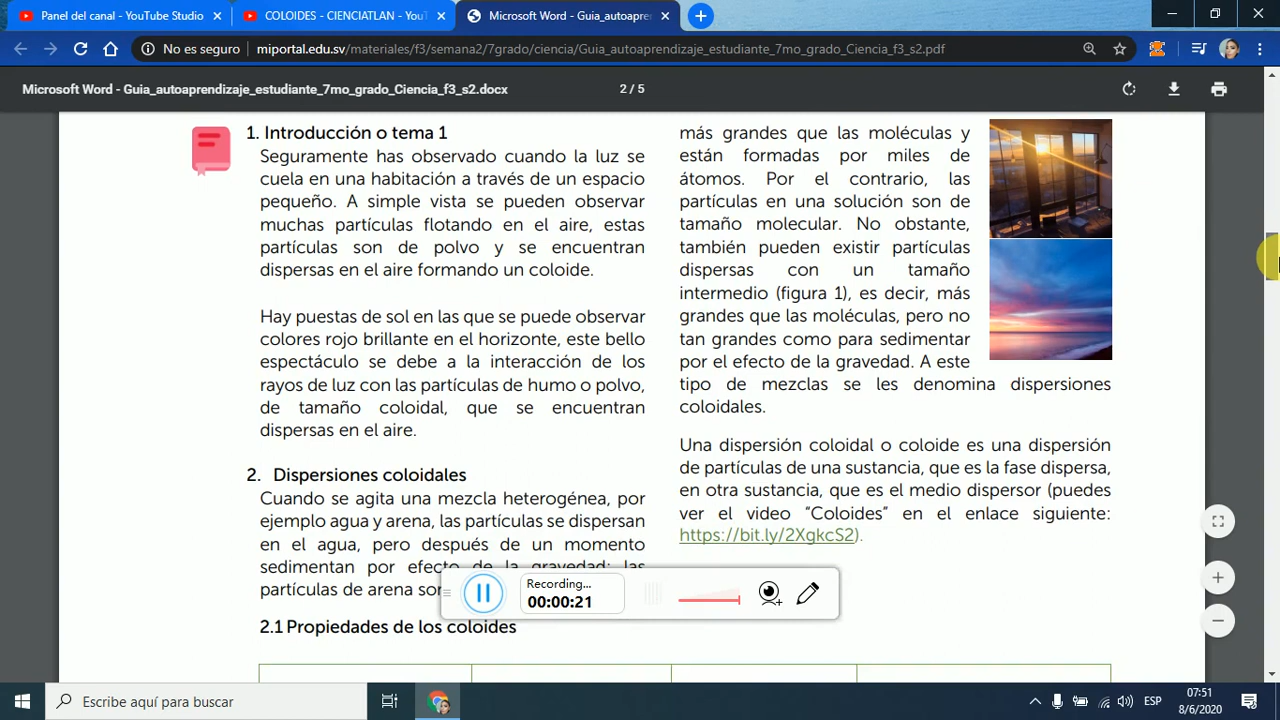 Panel del canal - YouTube Studio
COLOIDES - CIENCIATLAN - You
Microsoft Word - Guia_autoapre
No es seguro
miportal.edu.sv/materiales/f3/semana2/7grado/ciencia/Guia_autoaprendizaje_estudiante_7mo_grado_Ciencia_f3_s2.pdf
Microsoft Word - Guia_autoaprendizaje_estudiante_7mo_grado_Ciencia_f3_s2.docx
2 / 5
1. Introducción o tema 1
Seguramente has observado cuando la luz se
cuela en una habitación a través de un espacio
pequeño. A simple vista se pueden observar
muchas partículas flotando en el aire, estas
partículas son de polvo y se encuentran
dispersas en el aire formando un coloide.
Hay puestas de sol en las que se puede observar
colores rojo brillante en el horizonte, este bello
espectáculo se debe a la interacción de los
rayos de luz con las partículas de humo o polvo,
de tamaño coloidal, que se encuentran
dispersas en el aire.
2. Dispersiones coloidales
Cuando se agita una mezcla heterogénea, por
ejemplo agua y arena, las partículas se dispersan
en el agua, pero después de un momento
sedimentan por efecto de la gravedad; las
partículas de arena so
más grandes que las moléculas y
están formadas por miles de
átomos. Por el contrario, las
partículas en una solución son de
tamaño molecular. No obstante,
también pueden existir partículas
dispersas con un tamaño
intermedio (figura 1), es decir, más
grandes que las moléculas, pero no
tan grandes como para sedimentar
por el efecto de la gravedad. A este
tipo de mezclas se les denomina dispersiones
coloidales.
Una dispersión coloidal o coloide es una dispersión
de partículas de una sustancia, que es la fase dispersa,
en otra sustancia, que es el medio dispersor (puedes
ver el video “Coloides” en el enlace siguiente:
https://bit.ly/2XgkcS2).
2.1 Propiedades de los coloides
Recording...
00:00:21
Escribe aquí para buscar
ESP
07:51
8/6/2020